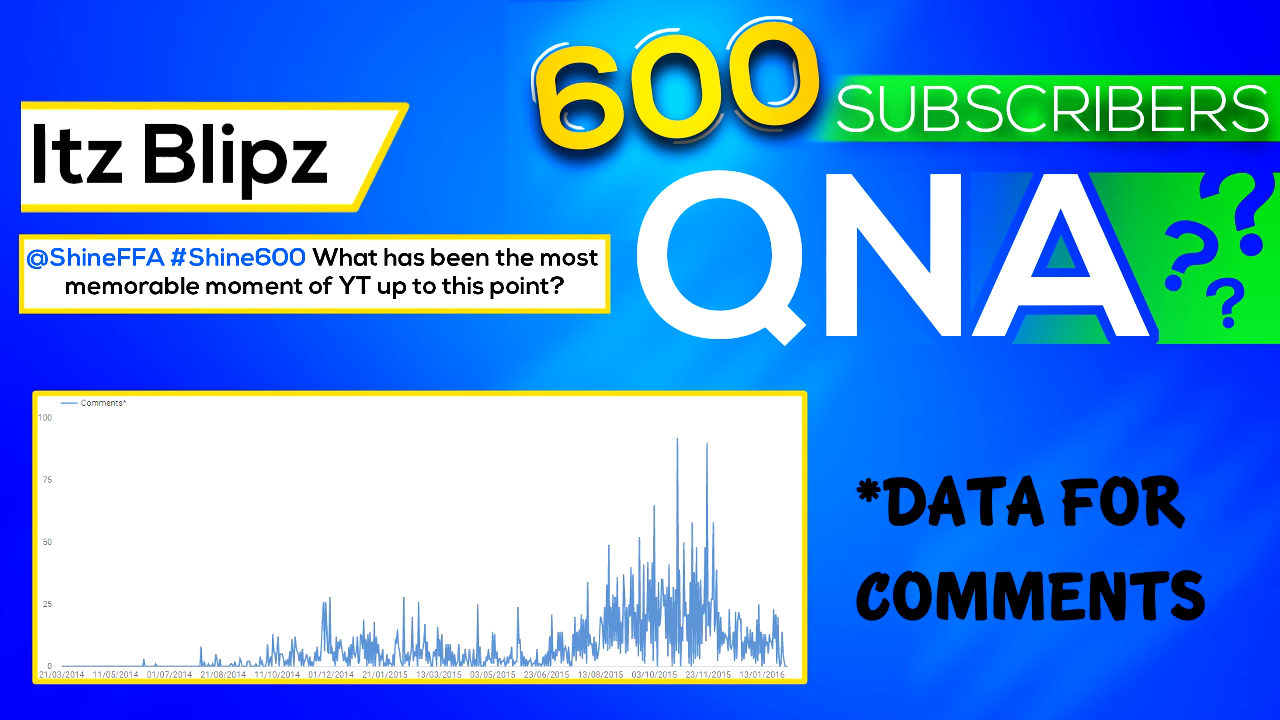 600
SUBSCRIBERS
QNA
???
Itz Blipz
@ShineFFA #Shine600 What has been the most
memorable moment of YT up to this point?
Comments*
100
75
50
25
0
21/03/2014 11/05/2014 01/07/2014 21/08/2014 11/10/2014 01/12/2014 21/01/2015 13/03/2015 03/05/2015 23/06/2015 13/08/2015 03/10/2015 23/11/2015 13/01/2016
*DATA FOR
COMMENTS